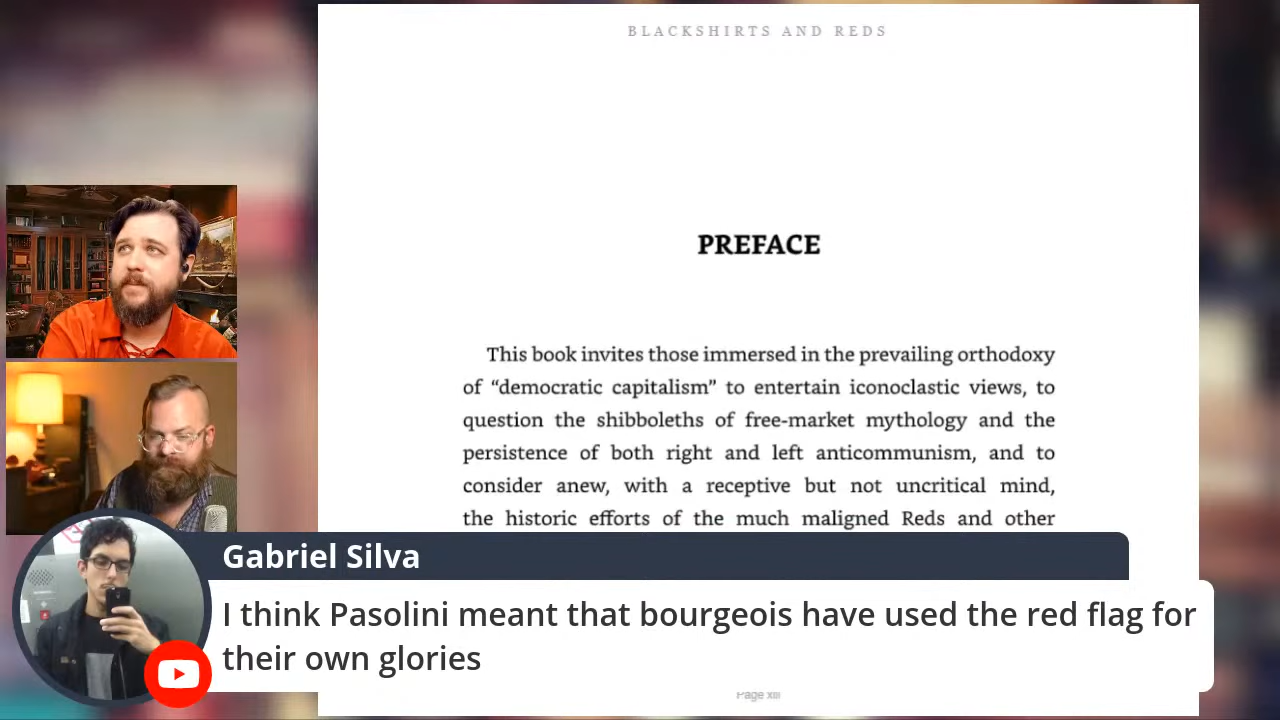 BLACKSHIRTS AND REDS
PREFACE
This book invites those immersed in the prevailing orthodoxy
of “democratic capitalism” to entertain iconoclastic views, to
question the shibboleths of free-market mythology and the
persistence of both right and left anticommunism, and to
consider anew, with a receptive but not uncritical mind,
the historic efforts of the much maligned Reds and other
Gabriel Silva
I think Pasolini meant that bourgeois have used the red flag for
their own glories
Page xiii